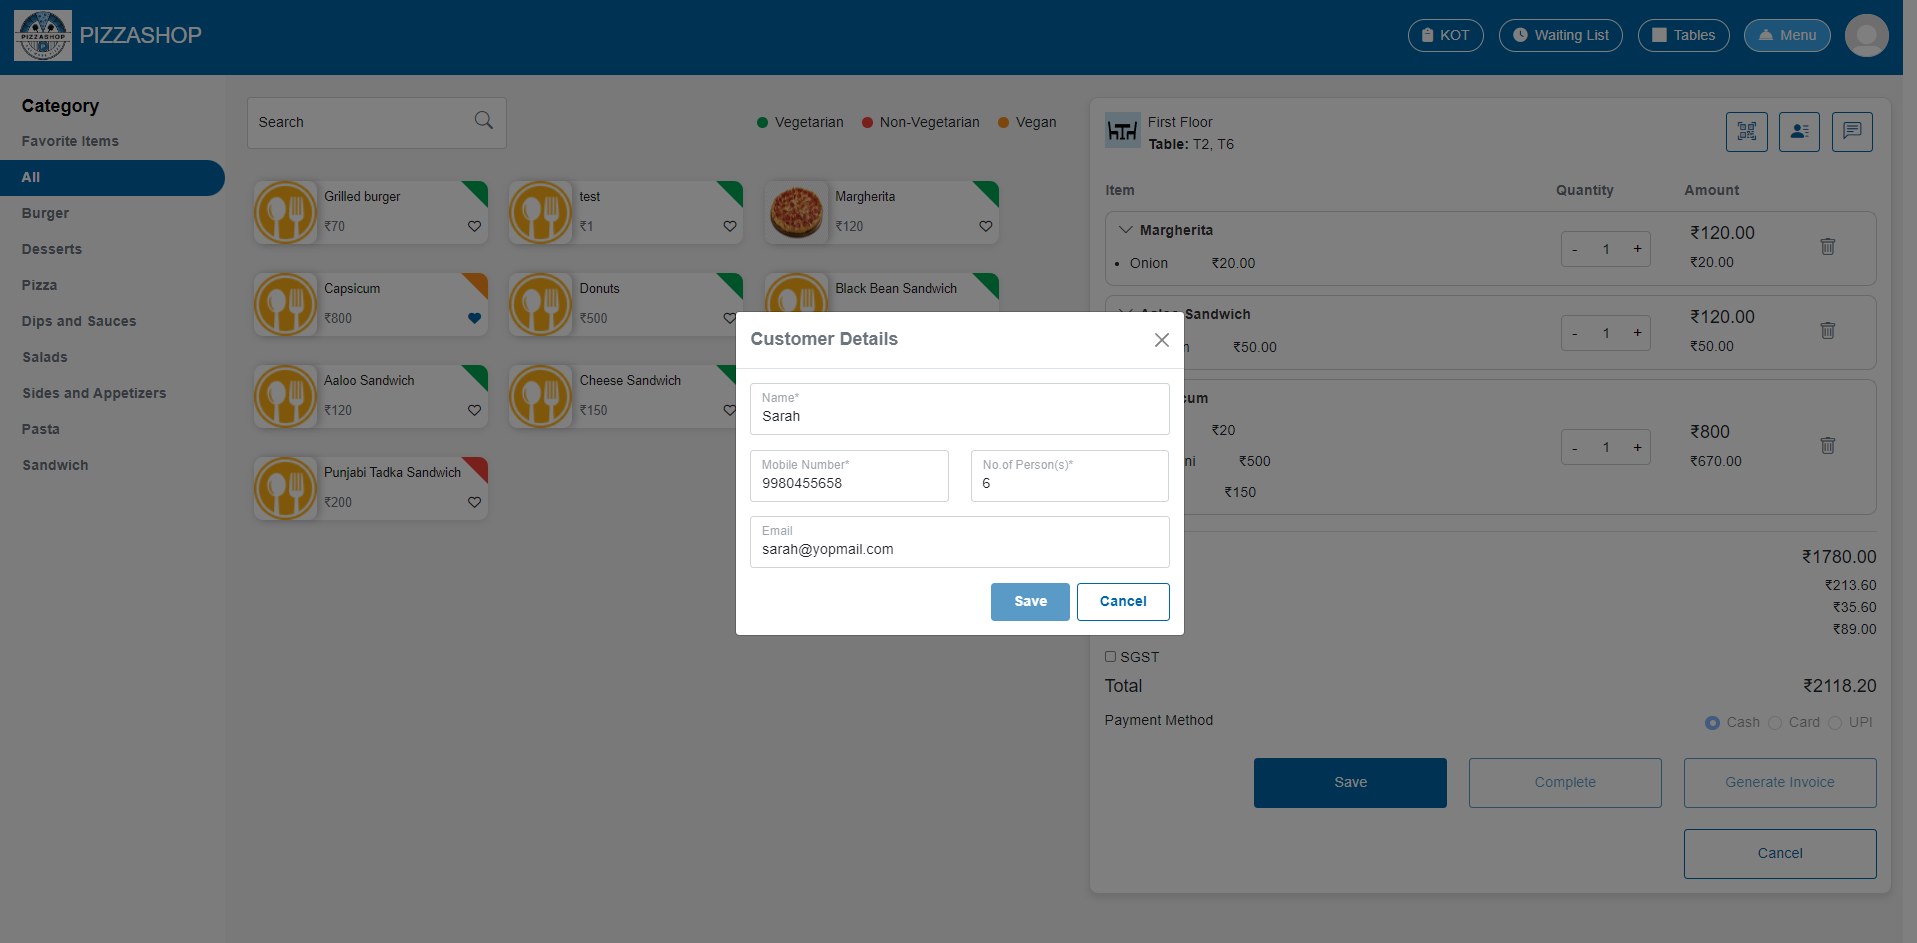 PIZZASHOP
PIZZASHOP
KOT
Waiting List
Tables
Menu
Category
Favorite Items
All
Burger
Desserts
Pizza
Dips and Sauces
Salads
Sides and Appetizers
Pasta
Sandwich
Search
Vegetarian
Non-Vegetarian
Vegan
Grilled burger
₹70
test
₹1
Margherita
₹120
Capsicum
₹800
Donuts
₹500
Black Bean Sandwich
Aaloo Sandwich
₹120
Cheese Sandwich
₹150
Punjabi Tadka Sandwich
₹200
Customer Details
Name*
Sarah
Mobile Number*
9980455658
No.of Person(s)*
6
Email
sarah@yopmail.com
Save
Cancel
First Floor
Table: T2, T6
Item Quantity Amount
Margherita
- 1 +
₹120.00
• Onion ₹20.00
₹20.00
Sandwich
- 1 +
₹120.00
₹50.00
₹50.00
- 1 +
₹800
₹20
₹500
₹670.00
₹150
₹1780.00
₹213.60
₹35.60
₹89.00
SGST
Total ₹2118.20
Payment Method
Cash Card UPI
Save
Complete
Generate Invoice
Cancel